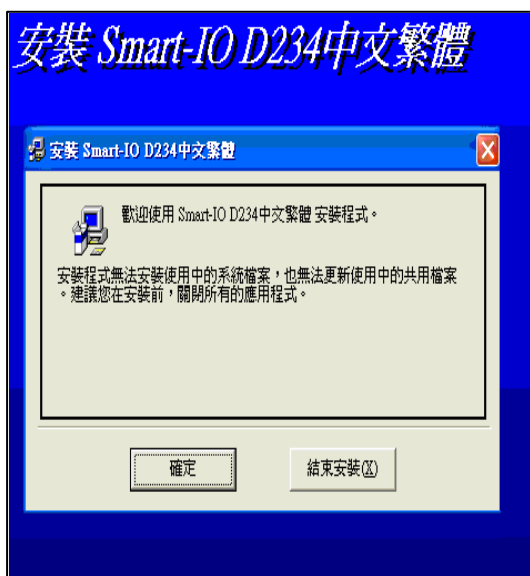 安裝 Smart-IO D234中文繁體
安裝 Smart-IO D234中文繁體
歡迎使用 Smart-IO D234中文繁體 安裝程式。
安裝程式無法安裝使用中的系統檔案，也無法更新使用中的共用檔案
。建議您在安裝前，關閉所有的應用程式。
確定
結束安裝(X)